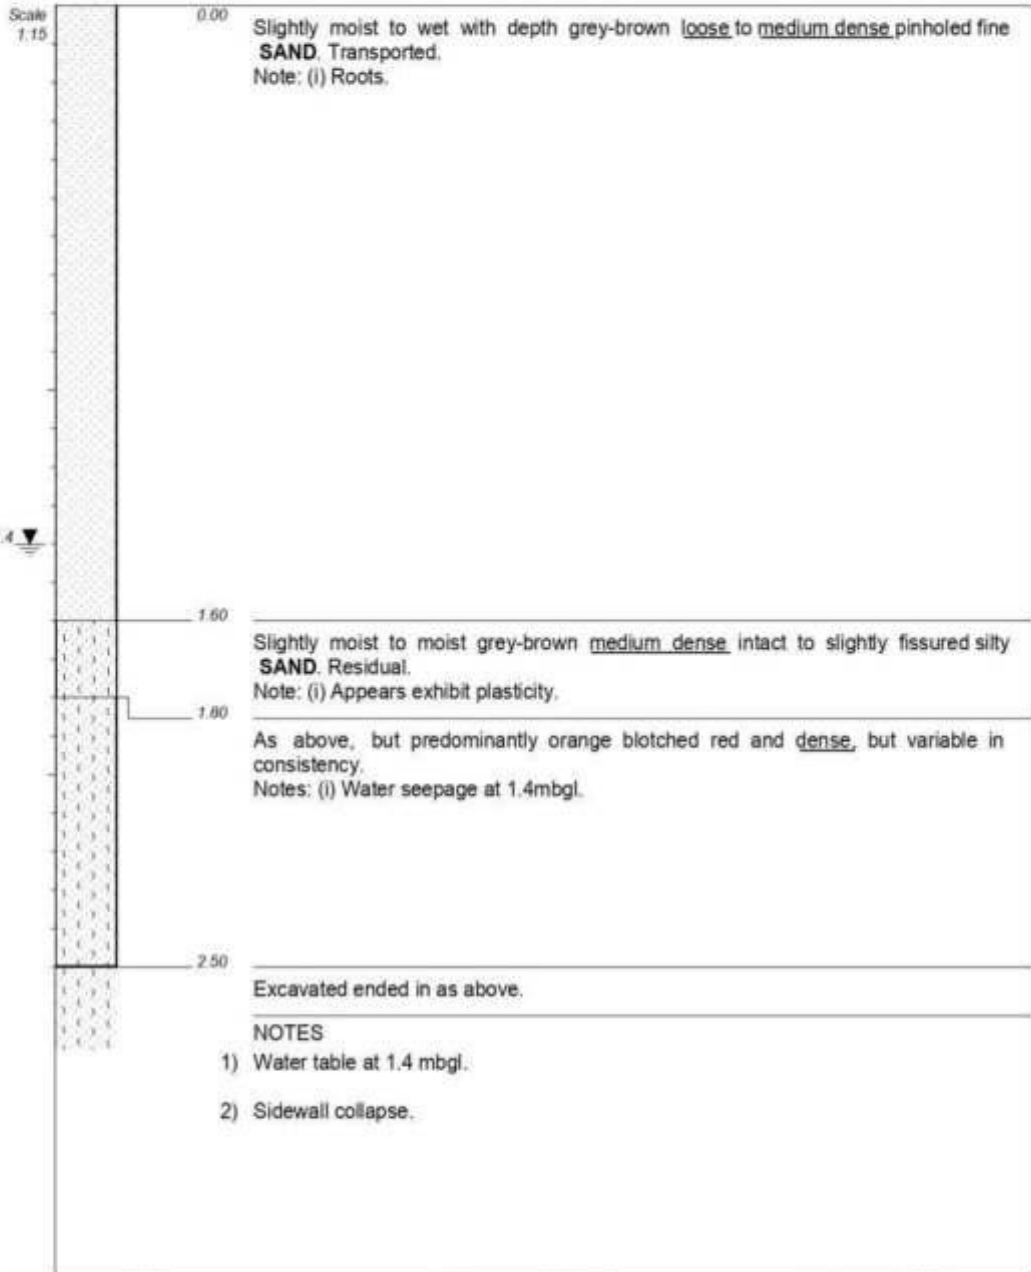 Scale
1:15
0.00
Slightly moist to wet with depth grey-brown loose to medium dense pinholed fine
SAND. Transported.
Note: (i) Roots.
.4
1.60
Slightly moist to moist grey-brown medium dense intact to slightly fissured silty
SAND. Residual.
Note: (i) Appears exhibit plasticity.
1.80
As above, but predominantly orange blotched red and dense, but variable in
consistency.
Notes: (i) Water seepage at 1.4mbgl.
2.50
Excavated ended in as above.
NOTES
1) Water table at 1.4 mbgl.
2) Sidewall collapse.